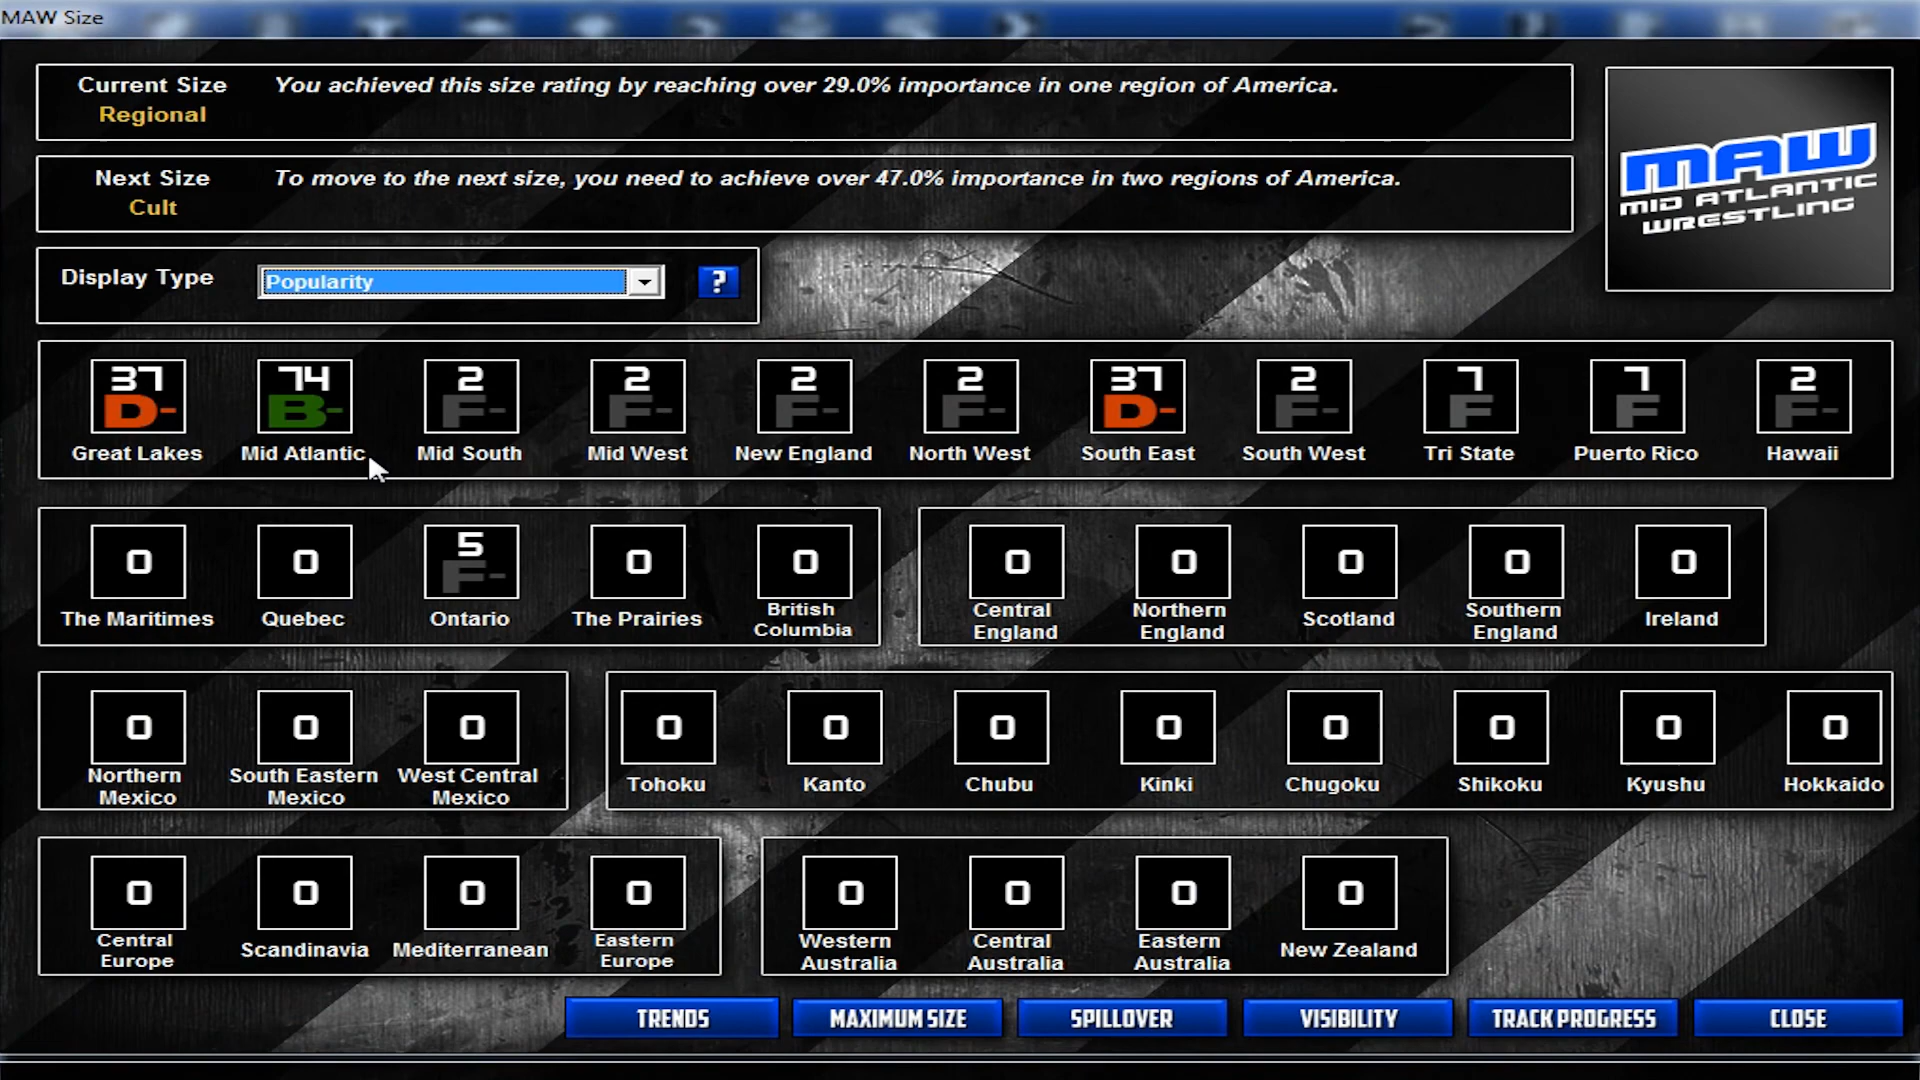 MAW Size
Current Size
You achieved this size rating by reaching over 29.0% importance in one region of America.
Regional
Next Size
To move to the next size, you need to achieve over 47.0% importance in two regions of America.
Cult
MAW
MID ATLANTIC
WRESTLING
Display Type
Popularity
?
37 74 2 2 2 2 37 2 7 7 2
D- B- F- F- F- F- D- F- F F F-
Great Lakes Mid Atlantic Mid South Mid West New England North West South East South West Tri State Puerto Rico Hawaii
0 0 5 F- 0 0
The Maritimes Quebec Ontario The Prairies British Columbia
0 0 0 0 0
Central England Northern England Scotland Southern England Ireland
0 0 0
Northern Mexico South Eastern Mexico West Central Mexico
0 0 0 0 0 0 0 0
Tohoku Kanto Chubu Kinki Chugoku Shikoku Kyushu Hokkaido
0 0 0 0
Central Europe Scandinavia Mediterranean Eastern Europe
0 0 0 0
Western Australia Central Australia Eastern Australia New Zealand
TRENDS MAXIMUM SIZE SPILLOVER VISIBILITY TRACK PROGRESS CLOSE